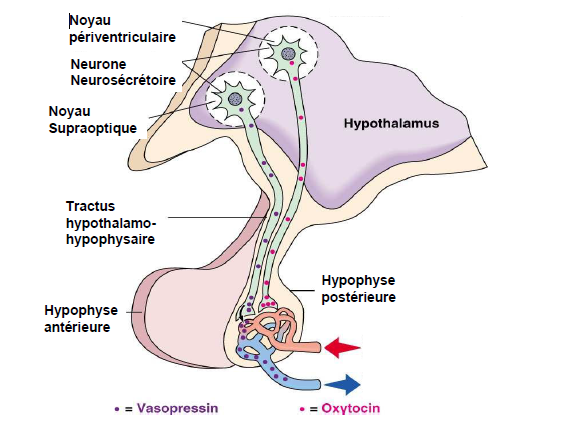 Noyau
périventriculaire
Neurone
Neurosécrétoire
Noyau
Supraoptique
Hypothalamus
Tractus
hypothalamo-
hypophysaire
Hypophyse
postérieure
Hypophyse
antérieure
• = Vasopressin
• = Oxytocin